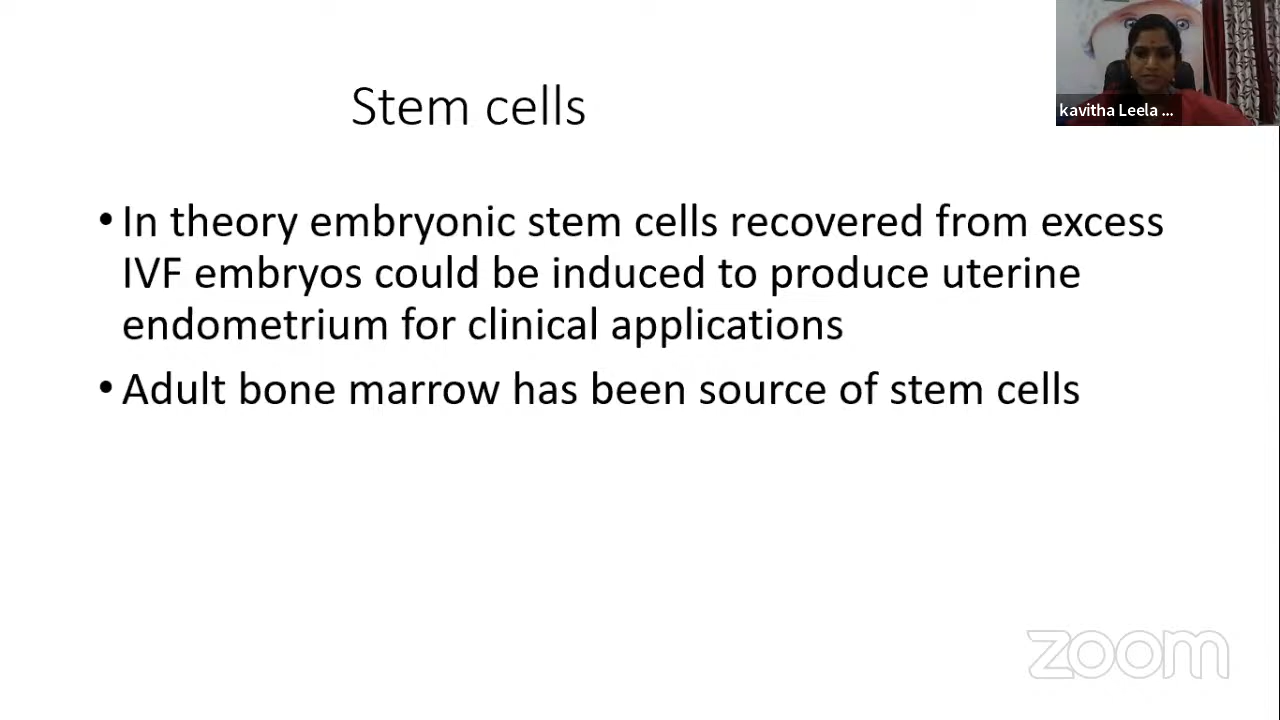 Stem cells
kavitha Leela ...
• In theory embryonic stem cells recovered from excess
IVF embryos could be induced to produce uterine
endometrium for clinical applications
• Adult bone marrow has been source of stem cells
zoom